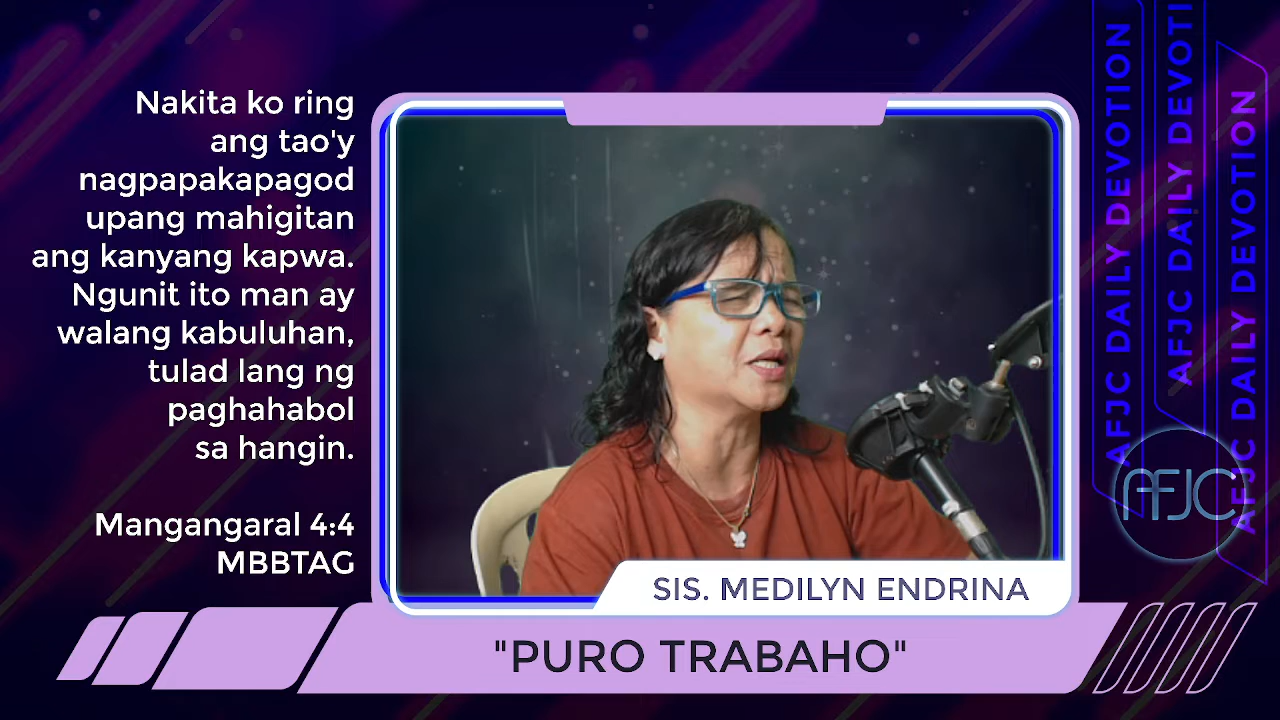 Nakita ko ring
ang tao'y
nagpapakapagod
upang mahigitan
ang kanyang kapwa.
Ngunit ito man ay
walang kabuluhan,
tulad lang ng
paghahabol
sa hangin.
Mangangaral 4:4
MBBTAG
SIS. MEDILYN ENDRINA
"PURO TRABAHO"
AFJC DAILY DEVOTION
AFJC DAILY DEVOTI
AFJC DAILY DEVOTION
AFJC